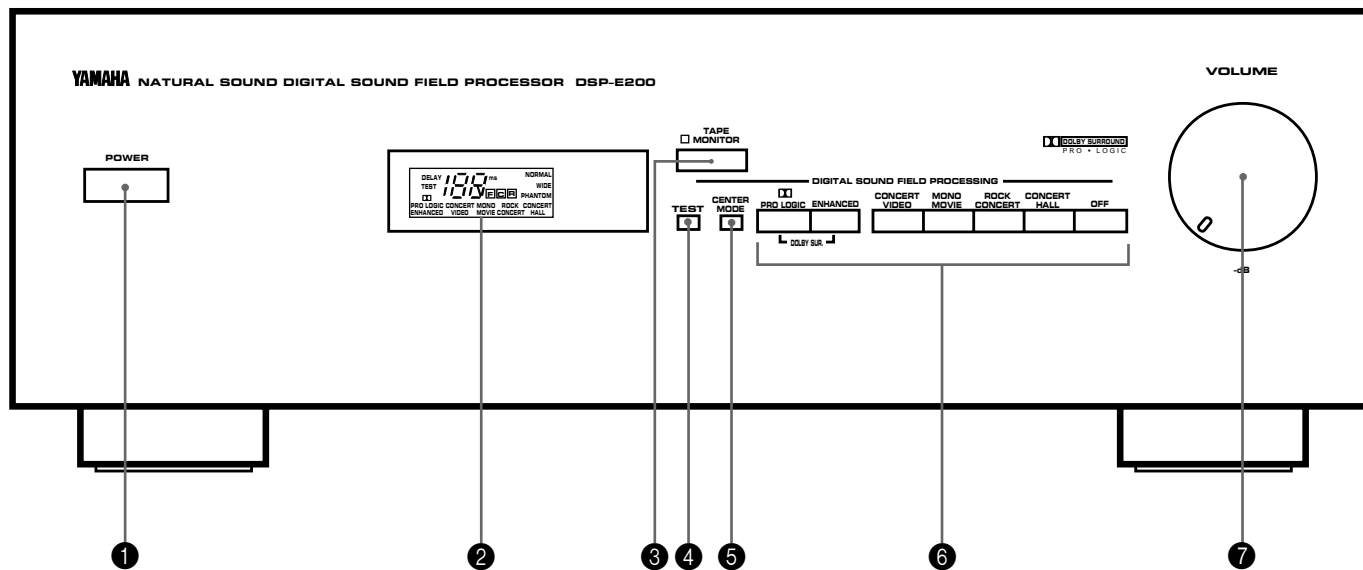 YAMAHA NATURAL SOUND DIGITAL SOUND FIELD PROCESSOR DSP-E200
VOLUME
POWER
TAPE
MONITOR
DOLBY SURROUND
PRO • LOGIC
DELAY
TEST
188 ms
V F C R
NORMAL
WIDE
PHANTOM
PRO LOGIC CONCERT MONO ROCK CONCERT
ENHANCED VIDEO MOVIE CONCERT HALL
DIGITAL SOUND FIELD PROCESSING
TEST
CENTER
MODE
PRO LOGIC
ENHANCED
DOLBY SUR.
CONCERT
VIDEO
MONO
MOVIE
ROCK
CONCERT
CONCERT
HALL
OFF
-dB
1 2 3 4 5 6 7